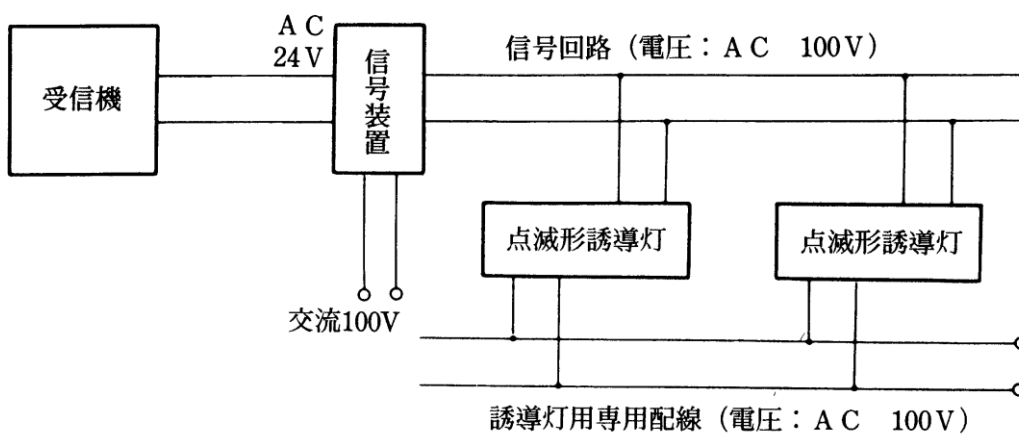 受信機
ＡＣ
24Ｖ
信号装置
信号回路（電圧：ＡＣ　100Ｖ）
点滅形誘導灯
点滅形誘導灯
交流100V
誘導灯用専用配線（電圧：ＡＣ　100Ｖ）